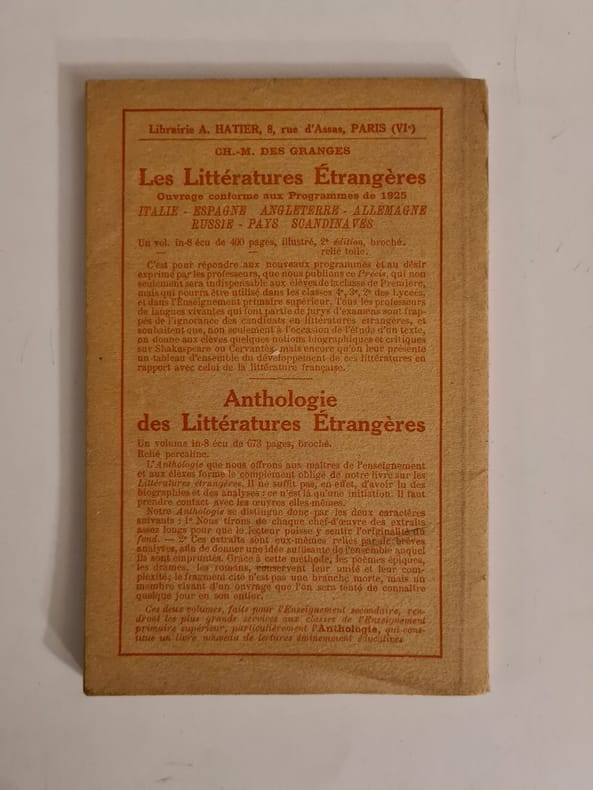 Librairie A. HATIER, 8, rue d'Assas, PARIS (VIe)
CH.-M. DES GRANGES
Les Littératures Étrangères
Ouvrage conforme aux Programmes de 1925
ITALIE - ESPAGNE ANGLETERRE - ALLEMAGNE
RUSSIE - PAYS SCANDINAVES
Un vol. in-8 écu de 400 pages, illustré, 2e édition, broché.
— relié toile.
C'est pour répondre aux nouveaux programmes et au désir
exprimé par les professeurs, que nous publions ce Précis, qui non
seulement sera indispensable aux élèves de la classe de Première,
mais qui pourra être utilisé dans les classes 4e, 3e, 2e des Lycées,
et dans l'Enseignement primaire supérieur. Tous les professeurs
de langues vivantes qui font partie de jurys d'examens sont frap-
pés de l'ignorance des candidats en littératures étrangères, et
souhaitent que, non seulement à l'occasion de l'étude d'un texte,
on donne aux élèves quelques notions biographiques et critiques
sur Shakespeare ou Cervantès, mais encore qu'on leur présente
un tableau d'ensemble du développement de ces littératures en
rapport avec celui de la littérature française.
Anthologie
des Littératures Étrangères
Un volume in-8 écu de 673 pages, broché.
Relié percaline.
L'Anthologie que nous offrons aux maîtres de l'enseignement
et aux élèves forme le complément obligé de notre livre sur les
Littératures étrangères. Il ne suffit pas, en effet, d'avoir lu des
biographies et des analyses : ce n'est là qu'une initiation. Il faut
prendre contact avec les œuvres elles-mêmes.
Notre Anthologie se distingue donc par les deux caractères
suivants : 1o Nous tirons de chaque chef-d'œuvre des extraits
assez longs pour que le lecteur puisse y sentir l'originalité du
fond. — 2o Ces extraits sont eux-mêmes reliés par de brèves
analyses, afin de donner une idée suffisante de l'ensemble auquel
ils sont empruntés. Grâce à cette méthode, les poèmes épiques,
les drames, les romans, conservent leur unité et leur com-
plexité; le fragment cité n'est pas une branche morte, mais un
membre vivant d'un ouvrage que l'on sera tenté de connaître
quelque jour en son entier.
Ces deux volumes, faits pour l'Enseignement secondaire, ren-
dront les plus grands services aux classes de l'Enseignement
primaire supérieur, particulièrement l'Anthologie, qui cons-
titue un livre nouveau de lectures éminemment éducatives